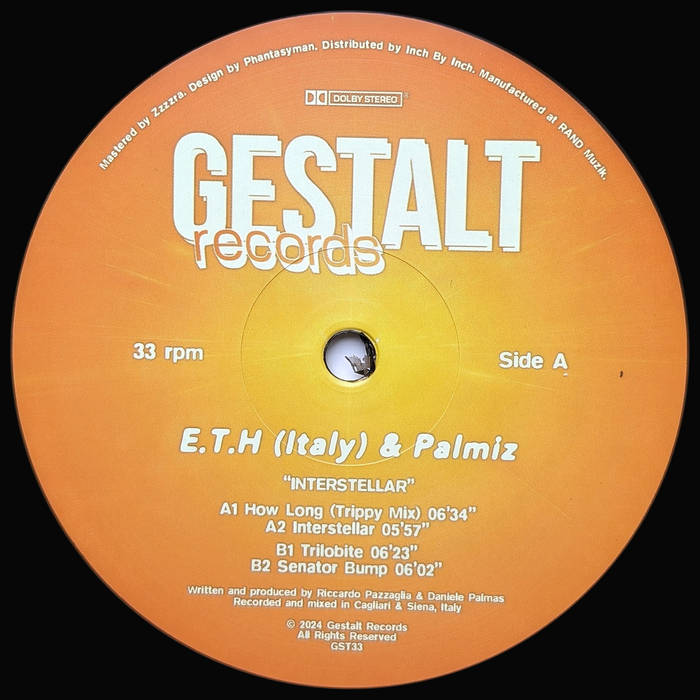 Mastered by Zzzzra. Design by Phantasyman. Distributed by Inch By Inch. Manufactured at RAND Muzik.
DOLBY STEREO
GESTALT
records
33 rpm
Side A
E.T.H (Italy) & Palmiz
“INTERSTELLAR”
A1 How Long (Trippy Mix) 06'34”
A2 Interstellar 05'57”
B1 Trilobite 06'23”
B2 Senator Bump 06'02”
Written and produced by Riccardo Pazzaglia & Daniele Palmas
Recorded and mixed in Cagliari & Siena, Italy
© 2024 Gestalt Records
All Rights Reserved
GST33